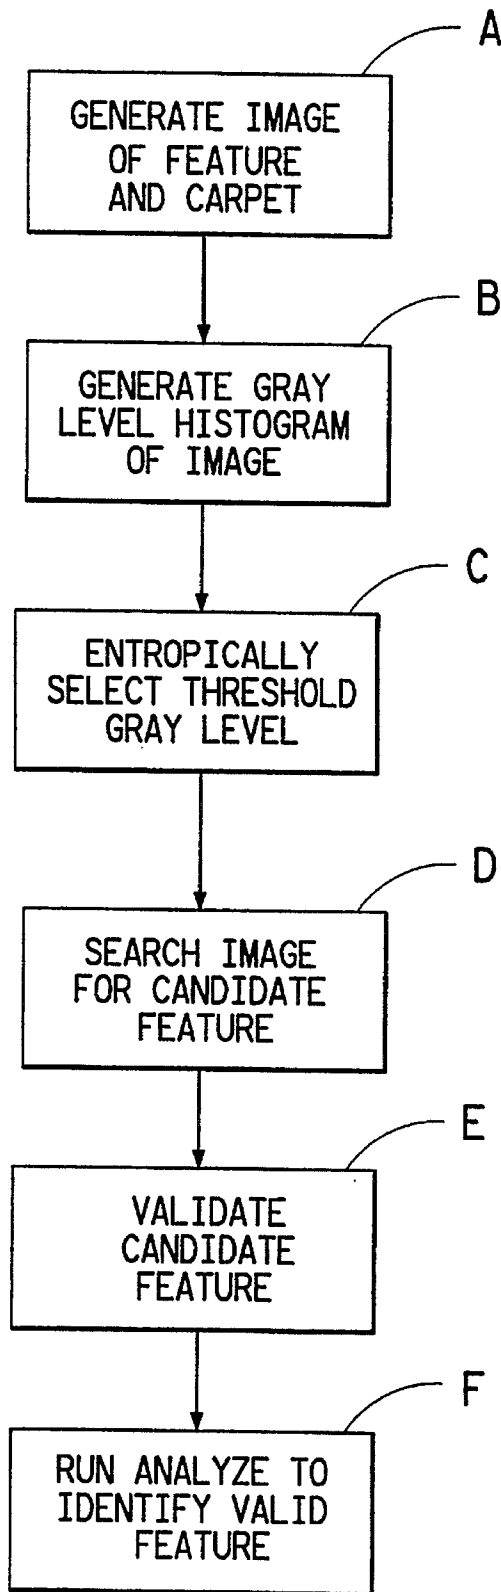 A
GENERATE IMAGE
OF FEATURE
AND CARPET
B
GENERATE GRAY
LEVEL HISTOGRAM
OF IMAGE
C
ENTROPICALLY
SELECT THRESHOLD
GRAY LEVEL
D
SEARCH IMAGE
FOR CANDIDATE
FEATURE
E
VALIDATE
CANDIDATE
FEATURE
F
RUN ANALYZE TO
IDENTIFY VALID
FEATURE